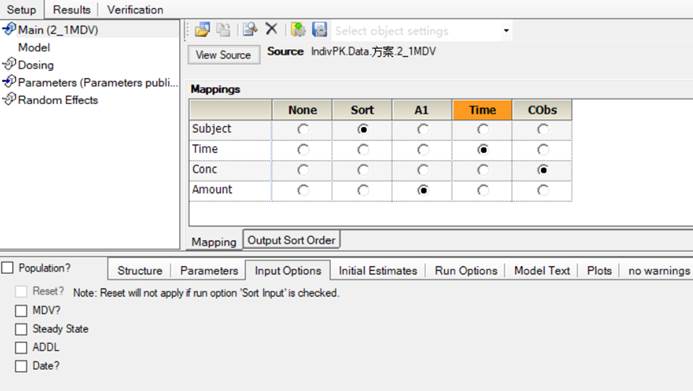 Setup Results Verification
Main (2_1MDV)
Model
Dosing
Parameters (Parameters publi...
Random Effects
Select object settings
View Source Source IndivPK.Data.方案.2_1MDV
Mappings
None Sort A1 Time CObs
Subject
Time
Conc
Amount
Mapping Output Sort Order
Population? Structure Parameters Input Options Initial Estimates Run Options Model Text Plots no warnings
Reset? Note: Reset will not apply if run option 'Sort Input' is checked.
MDV?
Steady State
ADDL
Date?